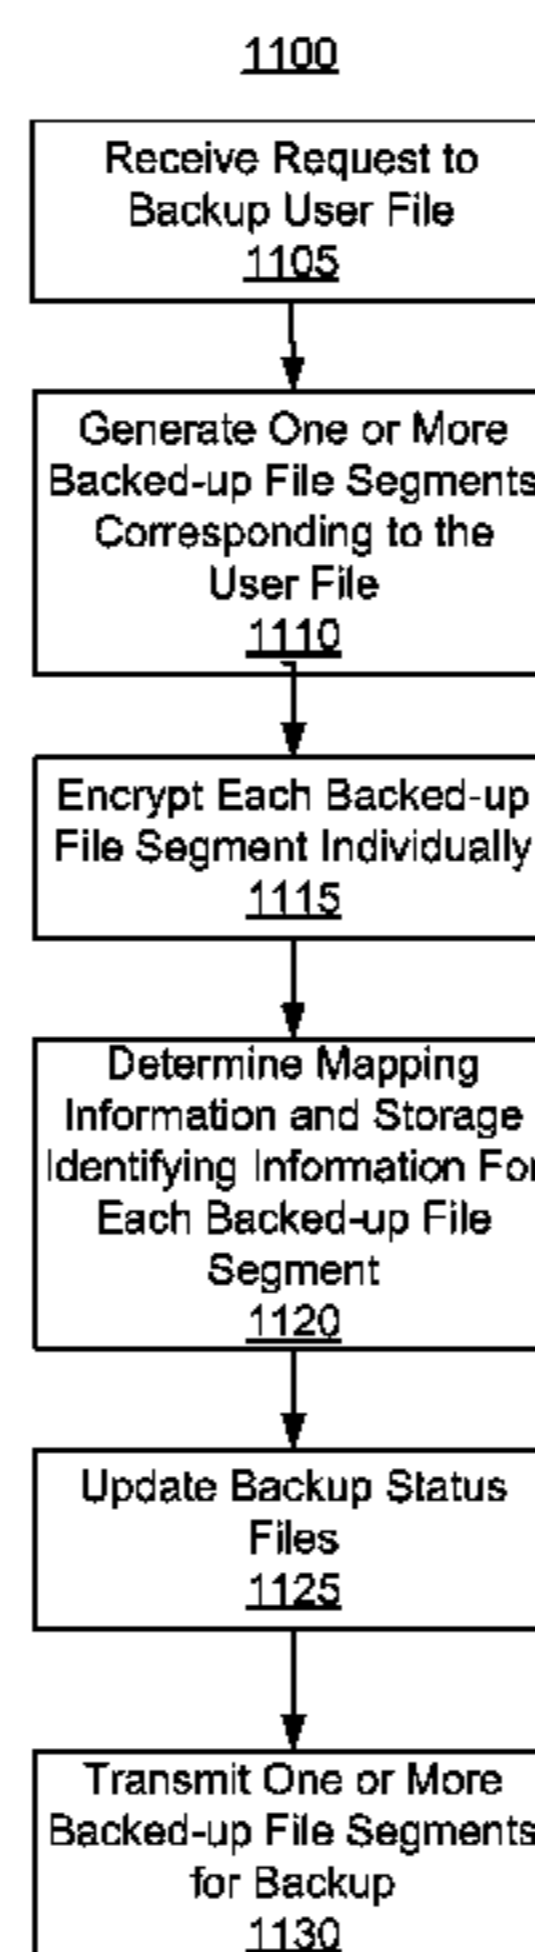 1100
Receive Request to
Backup User File
1105
Generate One or More
Backed-up File Segments
Corresponding to the
User File
1110
Encrypt Each Backed-up
File Segment Individually
1115
Determine Mapping
Information and Storage
Identifying Information For
Each Backed-up File
Segment
1120
Update Backup Status
Files
1125
Transmit One or More
Backed-up File Segments
for Backup
1130